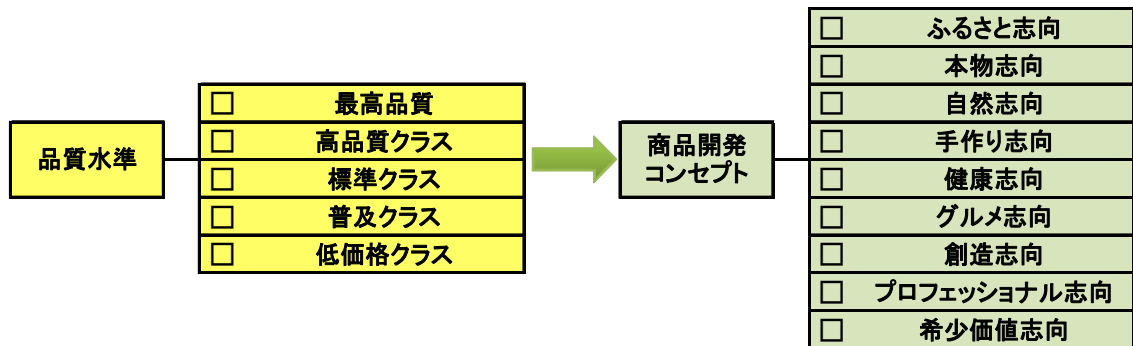 品質水準
□ 最高品質
□ 高品質クラス
□ 標準クラス
□ 普及クラス
□ 低価格クラス
商品開発
コンセプト
□ ふるさと志向
□ 本物志向
□ 自然志向
□ 手作り志向
□ 健康志向
□ グルメ志向
□ 創造志向
□ プロフェッショナル志向
□ 希少価値志向